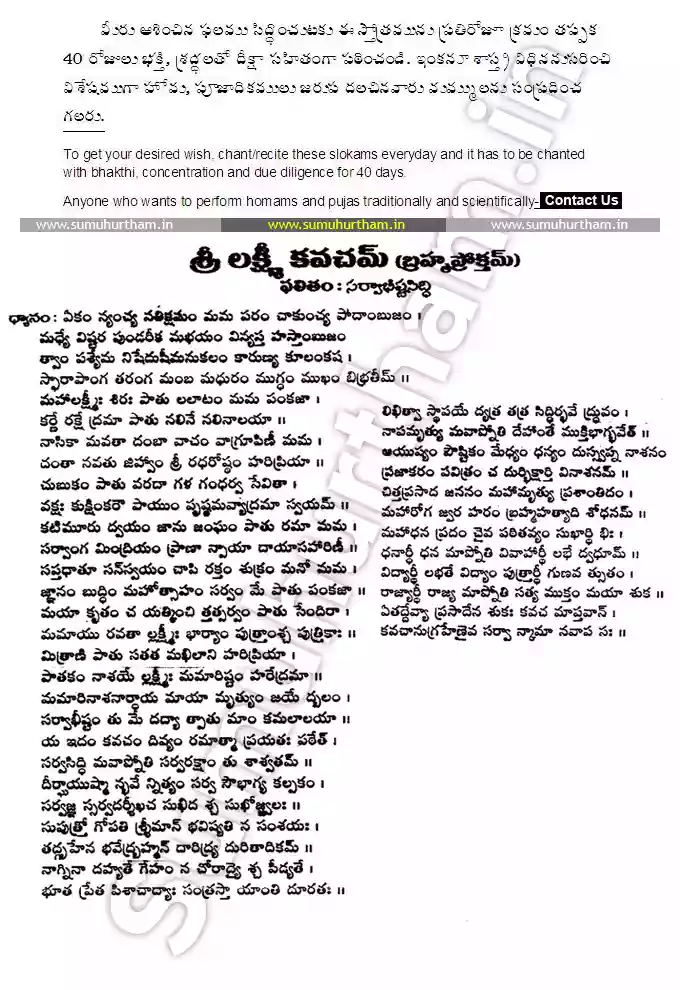 మీరు ఆశించిన ఫలము సిద్ధించుటకు ఈ స్తోత్రమును ప్రతిరోజూ క్రమం తప్పక
40 రోజులు భక్తి, శ్రద్ధలతో దీక్షా సహితంగా పఠించండి. ఇంకనూ శాస్త్ర విధిననుసరించి
విశేషముగా హోమ, పూజాదికములు జరుప దలచినవారు మమ్ములను సంప్రదించ
గలరు.
To get your desired wish, chant/recite these slokams everyday and it has to be chanted
with bhakthi, concentration and due diligence for 40 days.
Anyone who wants to perform homams and pujas traditionally and scientifically- Contact Us
www.sumuhurtham.in www.sumuhurtham.in www.sumuhurtham.in
శ్రీ లక్ష్మీ కవచమ్ (బ్రహ్మప్రోక్తమ్)
ఫలితం : సర్వాభీష్టసిద్ధి
ధ్యానం: ఏకం న్యంచ్య నతిక్షమం మమ పరం చాకుంచ్య పాదాంబుజం ।
మధ్యే విష్టర పుండరీక మభయం విన్యస్త హస్తాంబుజం
త్వాం పశ్యేమ నిషేదుషీమనుకలం కారుణ్య కూలంకష ।
స్ఫారాపాంగ తరంగ మంబ మధురం ముగ్ధం ముఖం బిభ్రతీమ్ ॥
మహాలక్ష్మీః శిరః పాతు లలాటం మమ పంకజా ।
కర్ణే రక్షే ద్రమా పాతు నలినే నలినాలయా ॥
నాసికా మవతా దంబా వాచం వాగ్రూపిణీ మమ ।
దంతా నవతు జిహ్వాం శ్రీ రధరోష్ఠం హరిప్రియా ॥
చుబుకం పాతు వరదా గళ గంధర్వ సేవితా ।
వక్షః కుక్షింకరౌ పాయుం పృష్ఠమవ్యాద్రమా స్వయమ్ ॥
కటిమూరు ద్వయం జాను జంఘం పాతు రమా మమ ।
సర్వాంగ మింద్రియం ప్రాణా న్పాయా దాయాసహారిణీ ॥
సప్తధాతూ సన్స్వయం చాపి రక్తం శుక్రం మనో మమ ।
జ్ఞానం బుద్ధిం మహోత్సాహం సర్వం మే పాతు పంకజా ॥
మయా కృతం చ యత్కించి త్తత్సర్వం పాతు సేందిరా ।
మమాయు రవతా ల్లక్ష్మీః భార్యాం పుత్రాంశ్చ పుత్రికాః ॥
మిత్రాణి పాతు సతత మఖిలాని హరిప్రియా ।
పాతకం నాశయే ల్లక్ష్మీః మమారిష్టం హరేద్రమా ॥
మమారినాశనార్థాయ మాయా మృత్యుం జయే ద్బలం ।
సర్వాభీష్టం తు మే దద్యా త్పాతు మాం కమలాలయా ॥
య ఇదం కవచం దివ్యం రమాత్మా ప్రయతః పఠేత్ ।
సర్వసిద్ధి మవాప్నోతి సర్వరక్షాం తు శాశ్వతమ్ ॥
దీర్ఘాయుష్మా న్భవే న్నిత్యం సర్వ సౌభాగ్య కల్పకం ।
సర్వజ్ఞ స్సర్వదర్శీచ సుఖిద శ్చ సుఖోజ్జ్వలః ॥
సుపుత్రో గోపతి శ్శ్రీమాన్ భవిష్యతి న సంశయః ।
తద్గృహేన భవేద్బ్రహ్మన్ దారిద్ర్య దురితాదికమ్ ॥
నాగ్నినా దహ్యతే గేహం న చోరాద్యై శ్చ పీడ్యతే ।
భూత ప్రేత పిశాచాద్యాః సంత్రస్తా యాంతి దూరతః ॥
లిఖిత్వా స్థాపయే ద్యత్ర తత్ర సిద్ధిర్భవే ద్ధ్రువం ।
నాపమృత్యు మవాప్నోతి దేహాంతే ముక్తిభాగ్భవేత్ ॥
ఆయుష్యం పౌష్టికం మేధ్యం ధన్యం దుస్స్వప్న నాశనం
ప్రజాకరం పవిత్రం చ దుర్భిక్షార్తి వినాశనమ్ ॥
చిత్తప్రసాద జననం మహామృత్యు ప్రశాంతిదం ।
మహారోగ జ్వర హరం బ్రహ్మహత్యాది శోధనమ్ ॥
మహాధన ప్రదం చైవ పఠితవ్యం సుఖార్థి భిః ।
ధనార్థీ ధన మాప్నోతి వివాహార్థీ లభే ద్వధూమ్ ॥
విద్యార్థీ లభతే విద్యాం పుత్రార్థీ గుణవ త్సుతం ।
రాజ్యార్థీ రాజ్య మాప్నోతి సత్య ముక్తం మయా శుక ॥
ఏతద్దేవ్యా ప్రసాదేన శుకః కవచ మాప్తవాన్ ।
కవచానుగ్రహేణైవ సర్వా న్కామా నవాప సః ॥
Sumuhurtham.in